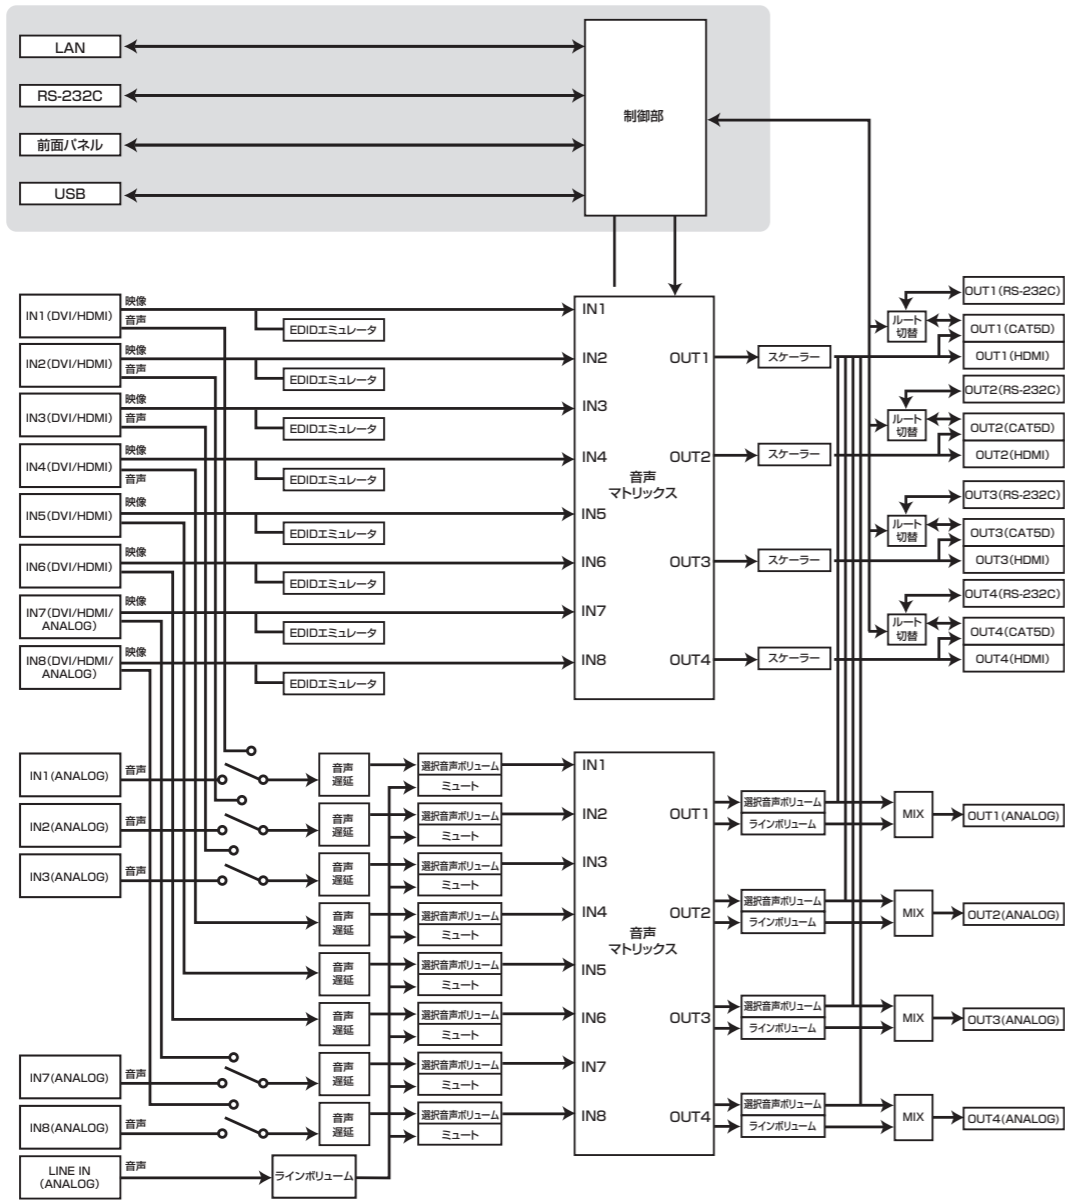 LAN
RS-232C
前面パネル
USB
制御部
IN1(DVI/HDMI)
映像
音声
EDIDエミュレータ
IN2(DVI/HDMI)
映像
音声
EDIDエミュレータ
IN3(DVI/HDMI)
映像
音声
EDIDエミュレータ
IN4(DVI/HDMI)
映像
音声
EDIDエミュレータ
IN5(DVI/HDMI)
映像
EDIDエミュレータ
IN6(DVI/HDMI)
映像
EDIDエミュレータ
IN7(DVI/HDMI/
ANALOG)
映像
EDIDエミュレータ
IN8(DVI/HDMI/
ANALOG)
映像
EDIDエミュレータ
IN1
IN2
IN3
IN4
IN5
IN6
IN7
IN8
音声
マトリックス
OUT1
OUT2
OUT3
OUT4
スケーラー
スケーラー
スケーラー
スケーラー
ルート
切替
OUT1(RS-232C)
OUT1(CAT5D)
OUT1(HDMI)
ルート
切替
OUT2(RS-232C)
OUT2(CAT5D)
OUT2(HDMI)
ルート
切替
OUT3(RS-232C)
OUT3(CAT5D)
OUT3(HDMI)
ルート
切替
OUT4(RS-232C)
OUT4(CAT5D)
OUT4(HDMI)
IN1(ANALOG)
音声
IN2(ANALOG)
音声
IN3(ANALOG)
音声
IN7(ANALOG)
音声
IN8(ANALOG)
音声
LINE IN
(ANALOG)
音声
ラインボリューム
音声
遅延
選択音声ボリューム
ミュート
音声
遅延
選択音声ボリューム
ミュート
音声
遅延
選択音声ボリューム
ミュート
音声
遅延
選択音声ボリューム
ミュート
音声
遅延
選択音声ボリューム
ミュート
音声
遅延
選択音声ボリューム
ミュート
音声
遅延
選択音声ボリューム
ミュート
音声
遅延
選択音声ボリューム
ミュート
IN1
IN2
IN3
IN4
IN5
IN6
IN7
IN8
音声
マトリックス
OUT1
OUT2
OUT3
OUT4
選択音声ボリューム
ラインボリューム
MIX
OUT1(ANALOG)
選択音声ボリューム
ラインボリューム
MIX
OUT2(ANALOG)
選択音声ボリューム
ラインボリューム
MIX
OUT3(ANALOG)
選択音声ボリューム
ラインボリューム
MIX
OUT4(ANALOG)